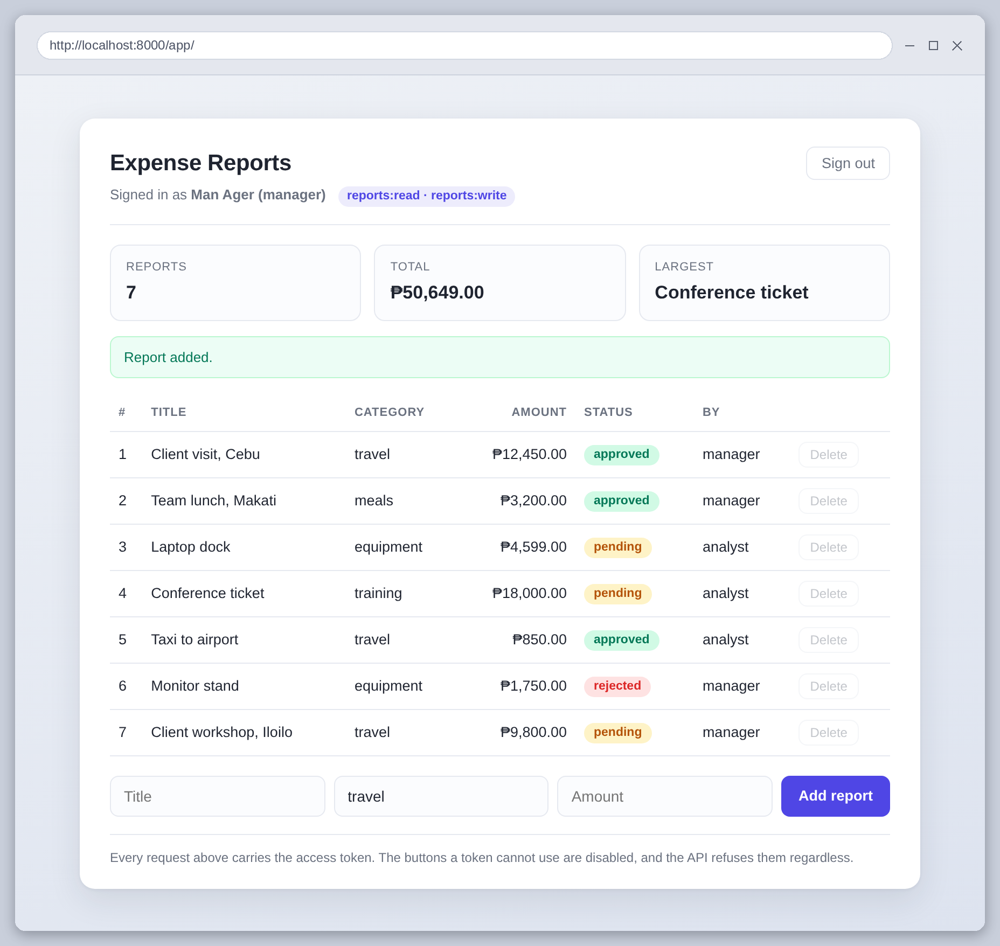 http://localhost:8000/app/
Expense Reports
Sign out
Signed in as Man Ager (manager) reports:read · reports:write
REPORTS TOTAL LARGEST
7 ₱50,649.00 Conference ticket
Report added.
# TITLE CATEGORY AMOUNT STATUS BY
1 Client visit, Cebu travel ₱12,450.00 approved manager Delete
2 Team lunch, Makati meals ₱3,200.00 approved manager Delete
3 Laptop dock equipment ₱4,599.00 pending analyst Delete
4 Conference ticket training ₱18,000.00 pending analyst Delete
5 Taxi to airport travel ₱850.00 approved analyst Delete
6 Monitor stand equipment ₱1,750.00 rejected manager Delete
7 Client workshop, Iloilo travel ₱9,800.00 pending manager Delete
Title travel Amount Add report
Every request above carries the access token. The buttons a token cannot use are disabled, and the API refuses them regardless.